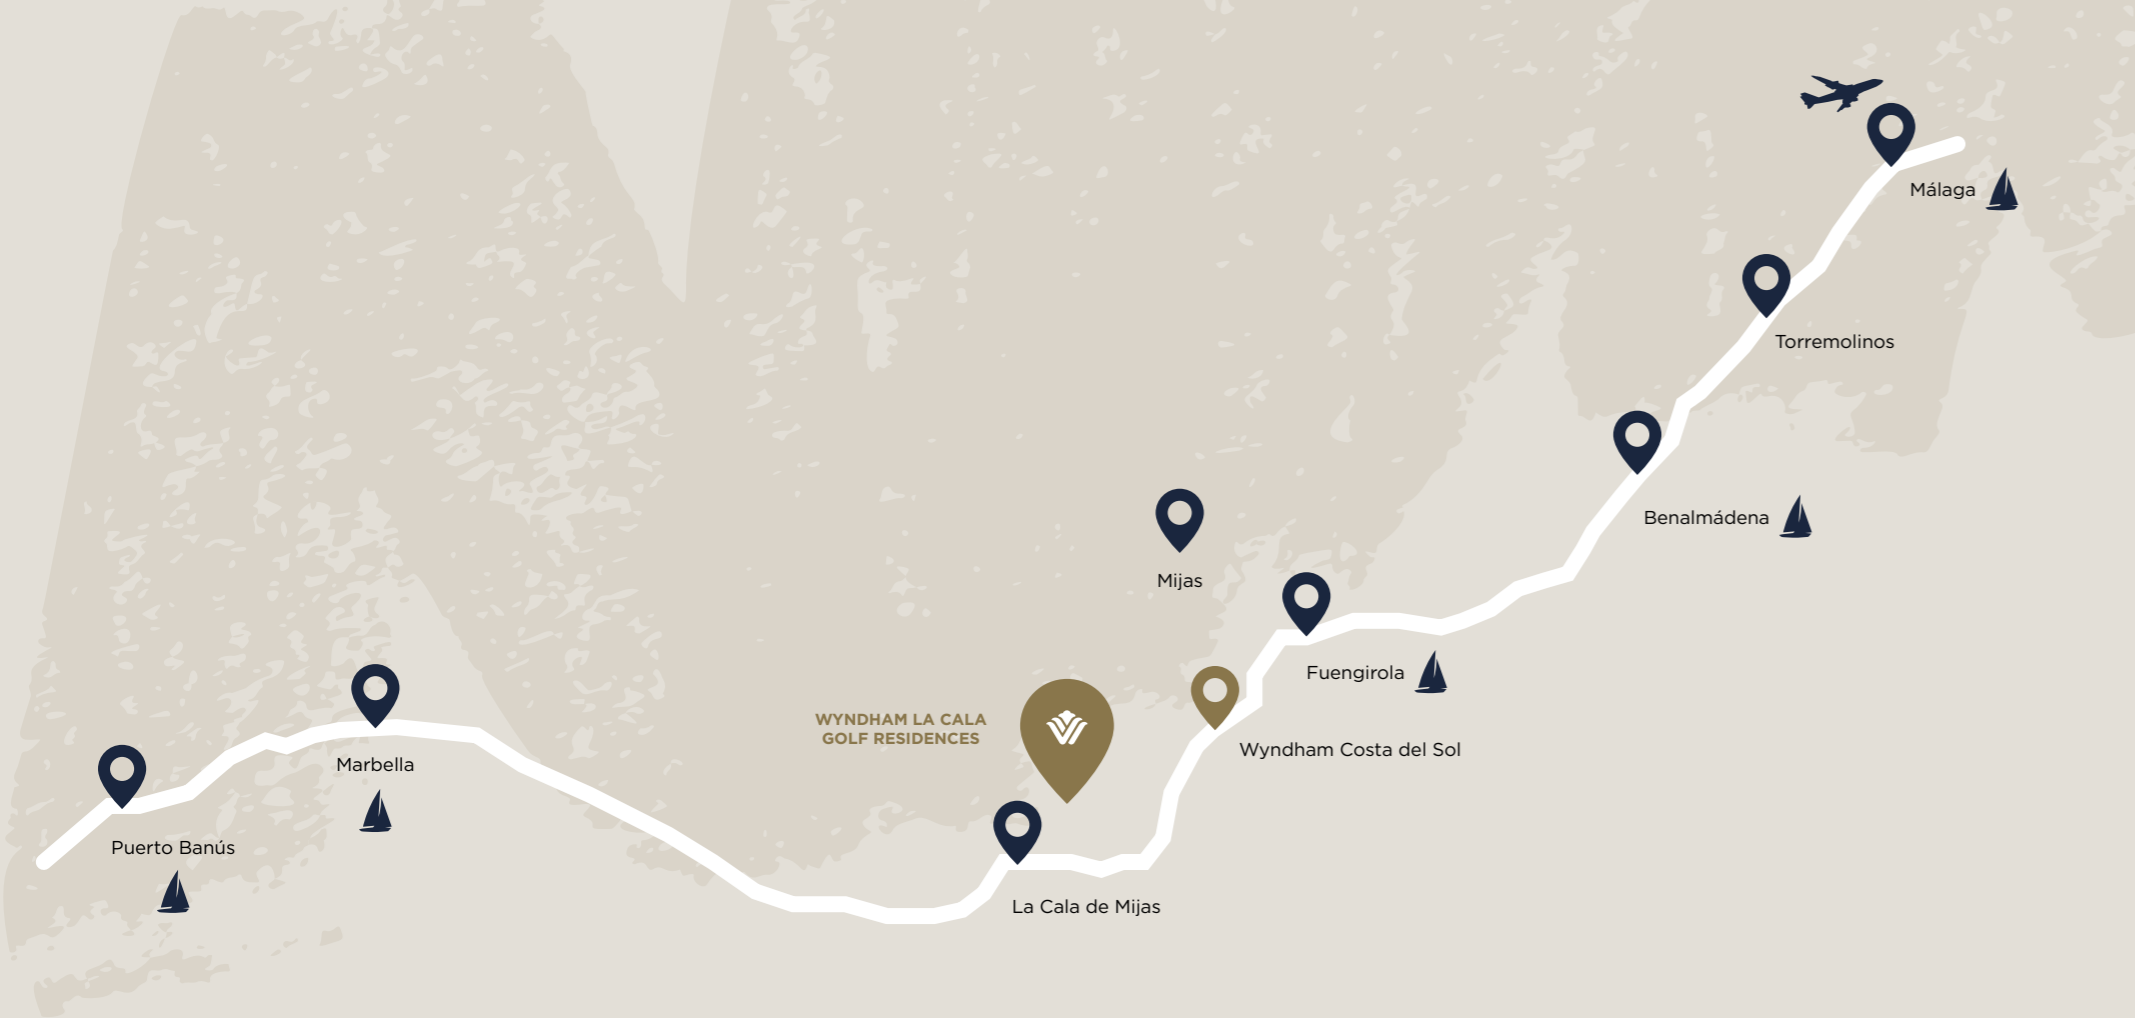 Málaga
Torremolinos
Benalmádena
Mijas
Fuengirola
WYNDHAM LA CALA
GOLF RESIDENCES
Wyndham Costa del Sol
Marbella
Puerto Banús
La Cala de Mijas